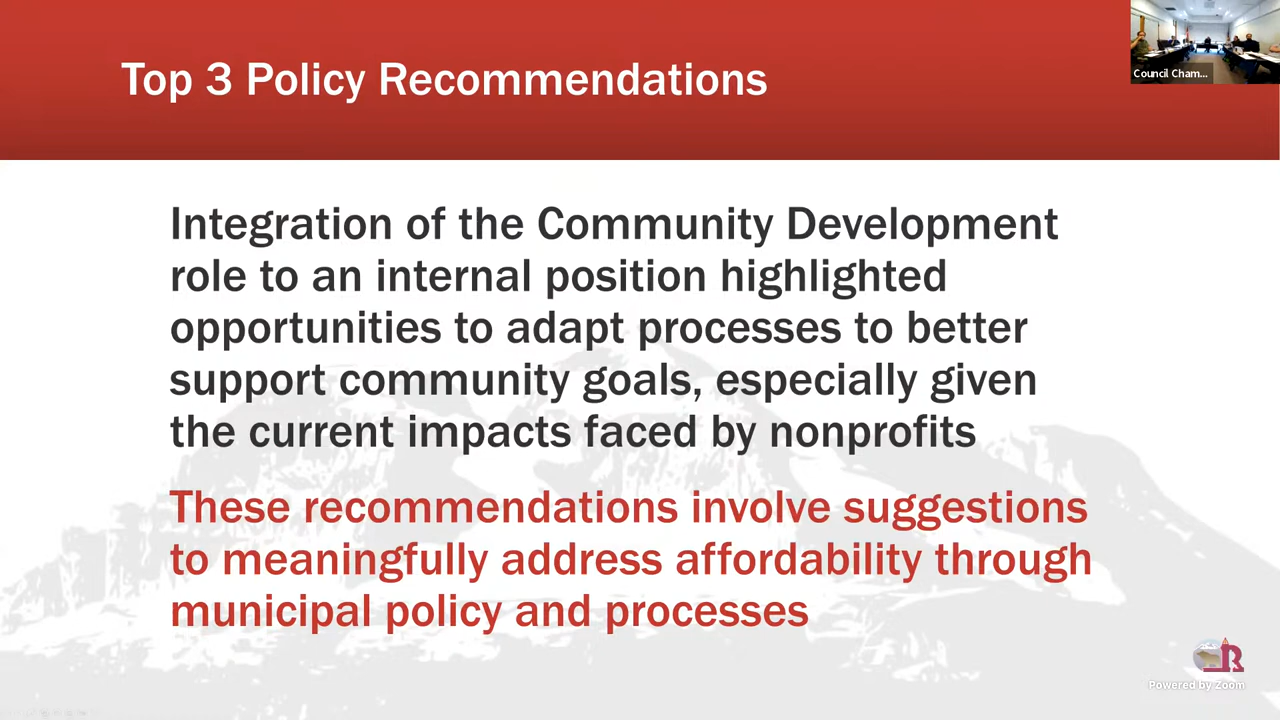 Top 3 Policy Recommendations
Council Cham...
Integration of the Community Development
role to an internal position highlighted
opportunities to adapt processes to better
support community goals, especially given
the current impacts faced by nonprofits
These recommendations involve suggestions
to meaningfully address affordability through
municipal policy and processes
R
Powered by Zoom